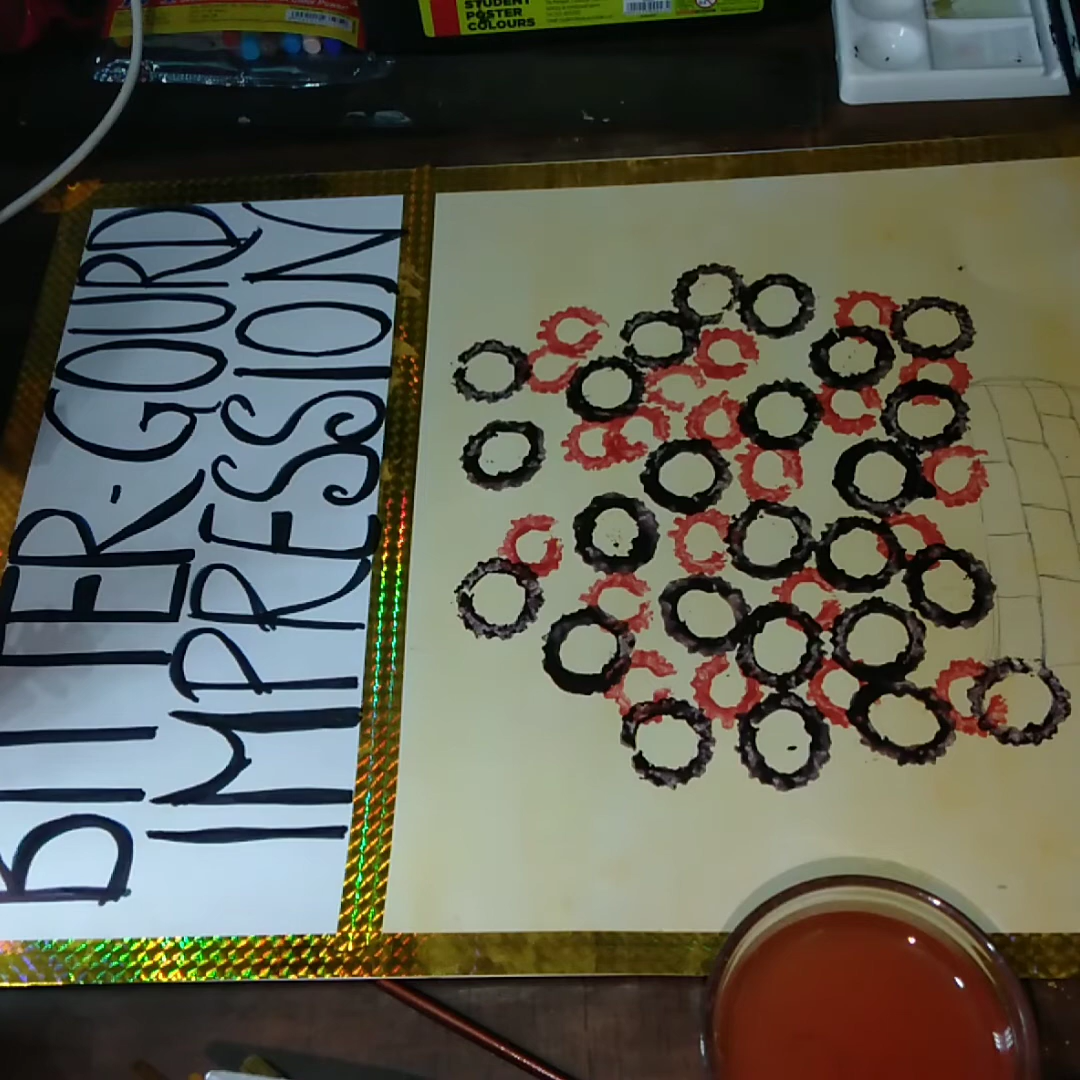 STUDENT
POSTER
COLOURS
BITTER-GOURD
IMPRESSION